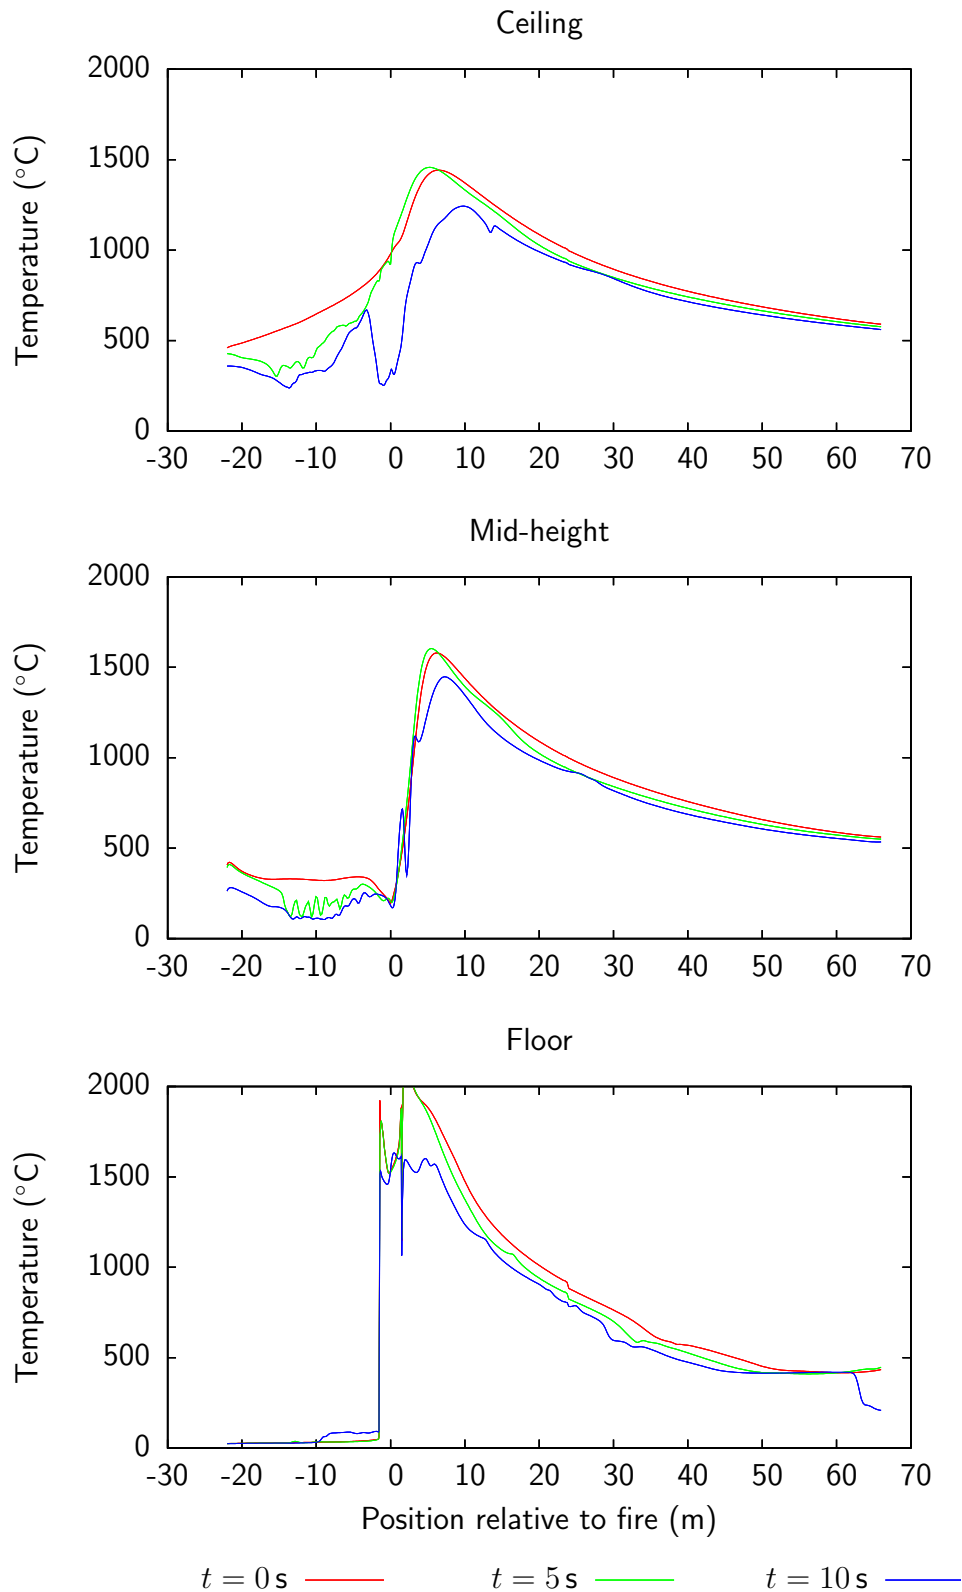 Ceiling
Temperature (°C)
2000
1500
1000
500
0
-30 -20 -10 0 10 20 30 40 50 60 70
Mid-height
Temperature (°C)
2000
1500
1000
500
0
-30 -20 -10 0 10 20 30 40 50 60 70
Floor
Temperature (°C)
2000
1500
1000
500
0
-30 -20 -10 0 10 20 30 40 50 60 70
Position relative to fire (m)
t = 0 s t = 5 s t = 10 s